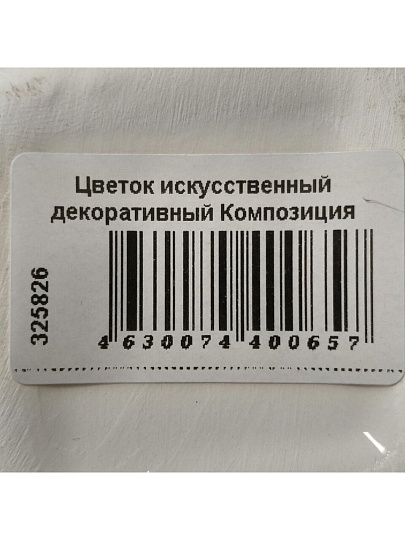 Цветок искусственный
декоративный Композиция
325826
4 630074 400657